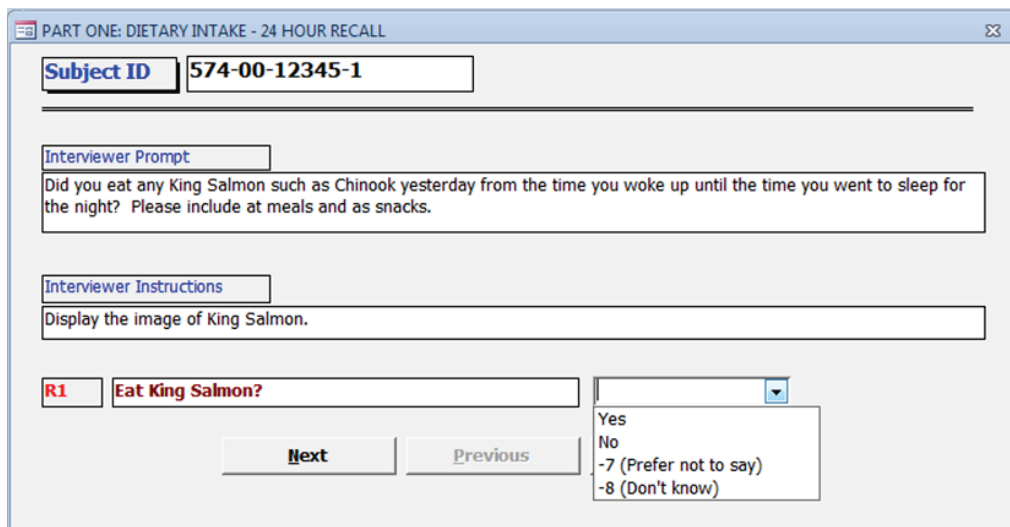 PART ONE: DIETARY INTAKE - 24 HOUR RECALL
Subject ID 574-00-12345-1
Interviewer Prompt
Did you eat any King Salmon such as Chinook yesterday from the time you woke up until the time you went to sleep for
the night?  Please include at meals and as snacks.
Interviewer Instructions
Display the image of King Salmon.
R1 Eat King Salmon?
Yes
No
-7 (Prefer not to say)
-8 (Don't know)
Next Previous